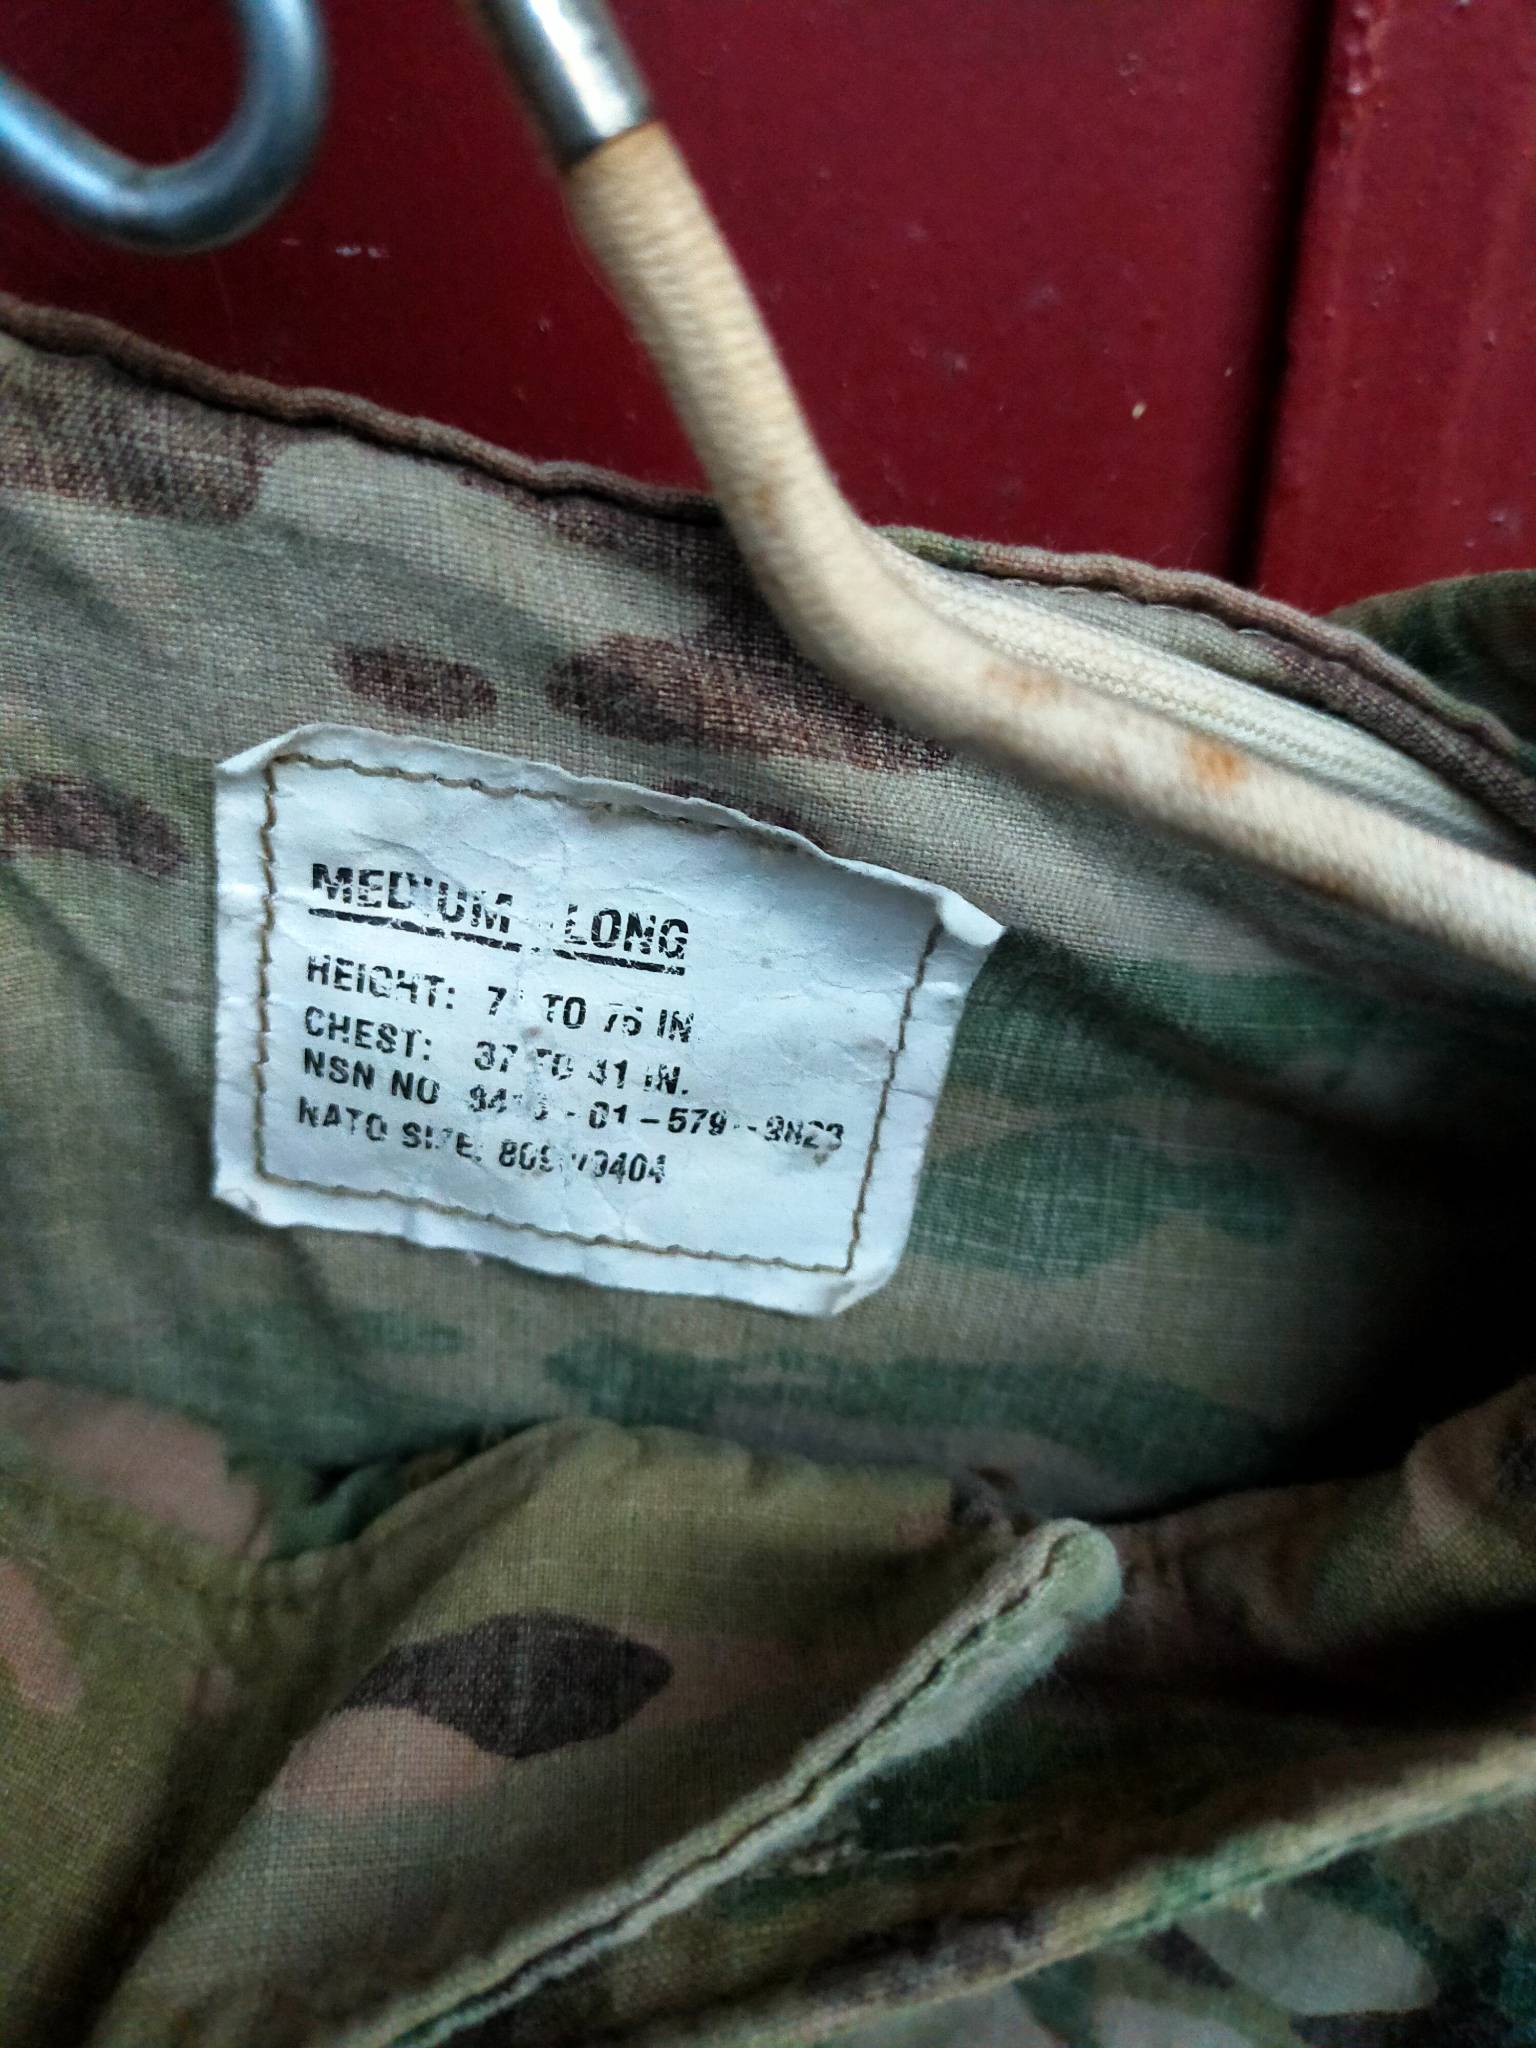 MEDIUM LONG
HEIGHT: TO 75 IN
CHEST: 37 TO 41 IN.
NSN NO - 01 - 579 -
NATO SIZE: